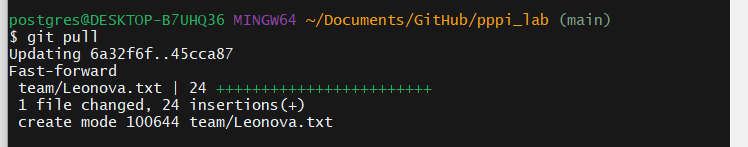 postgres@DESKTOP-B7UHQ36 MINGW64 ~/Documents/GitHub/pppi_lab (main)
$ git pull
Updating 6a32f6f..45cca87
Fast-forward
 team/Leonova.txt | 24 ++++++++++++++++++++++++
 1 file changed, 24 insertions(+)
 create mode 100644 team/Leonova.txt